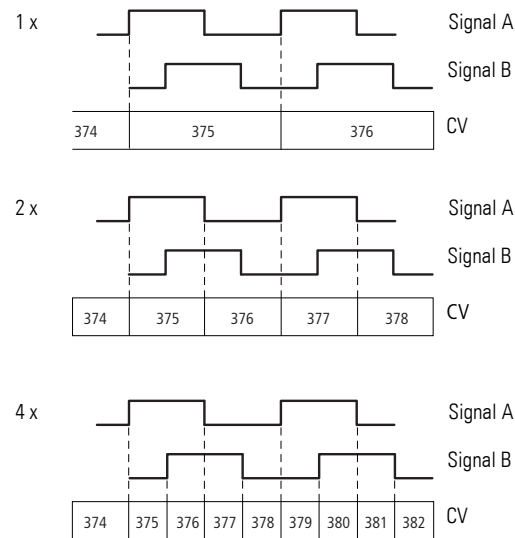 1 x Signal A
Signal B
374 375 376 CV
2 x Signal A
Signal B
374 375 376 377 378 CV
4 x Signal A
Signal B
374 375 376 377 378 379 380 381 382 CV